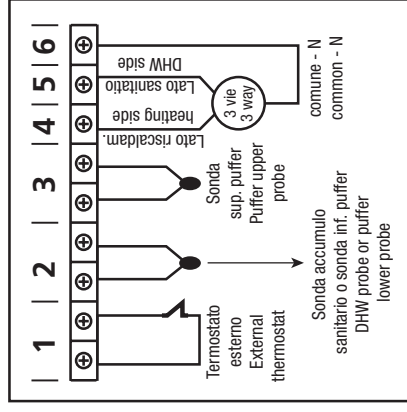 1 | 2 | 3 | 4 | 5 | 6
Termostato
esterno
External
thermostat
Sonda accumulo
sanitario o sonda inf. puffer
DHW probe or puffer
lower probe
Sonda
sup. puffer
Puffer upper
probe
Lato riscaldam.
heating side
Lato sanitatio
DHW side
3 vie
3 way
comune - N
common - N